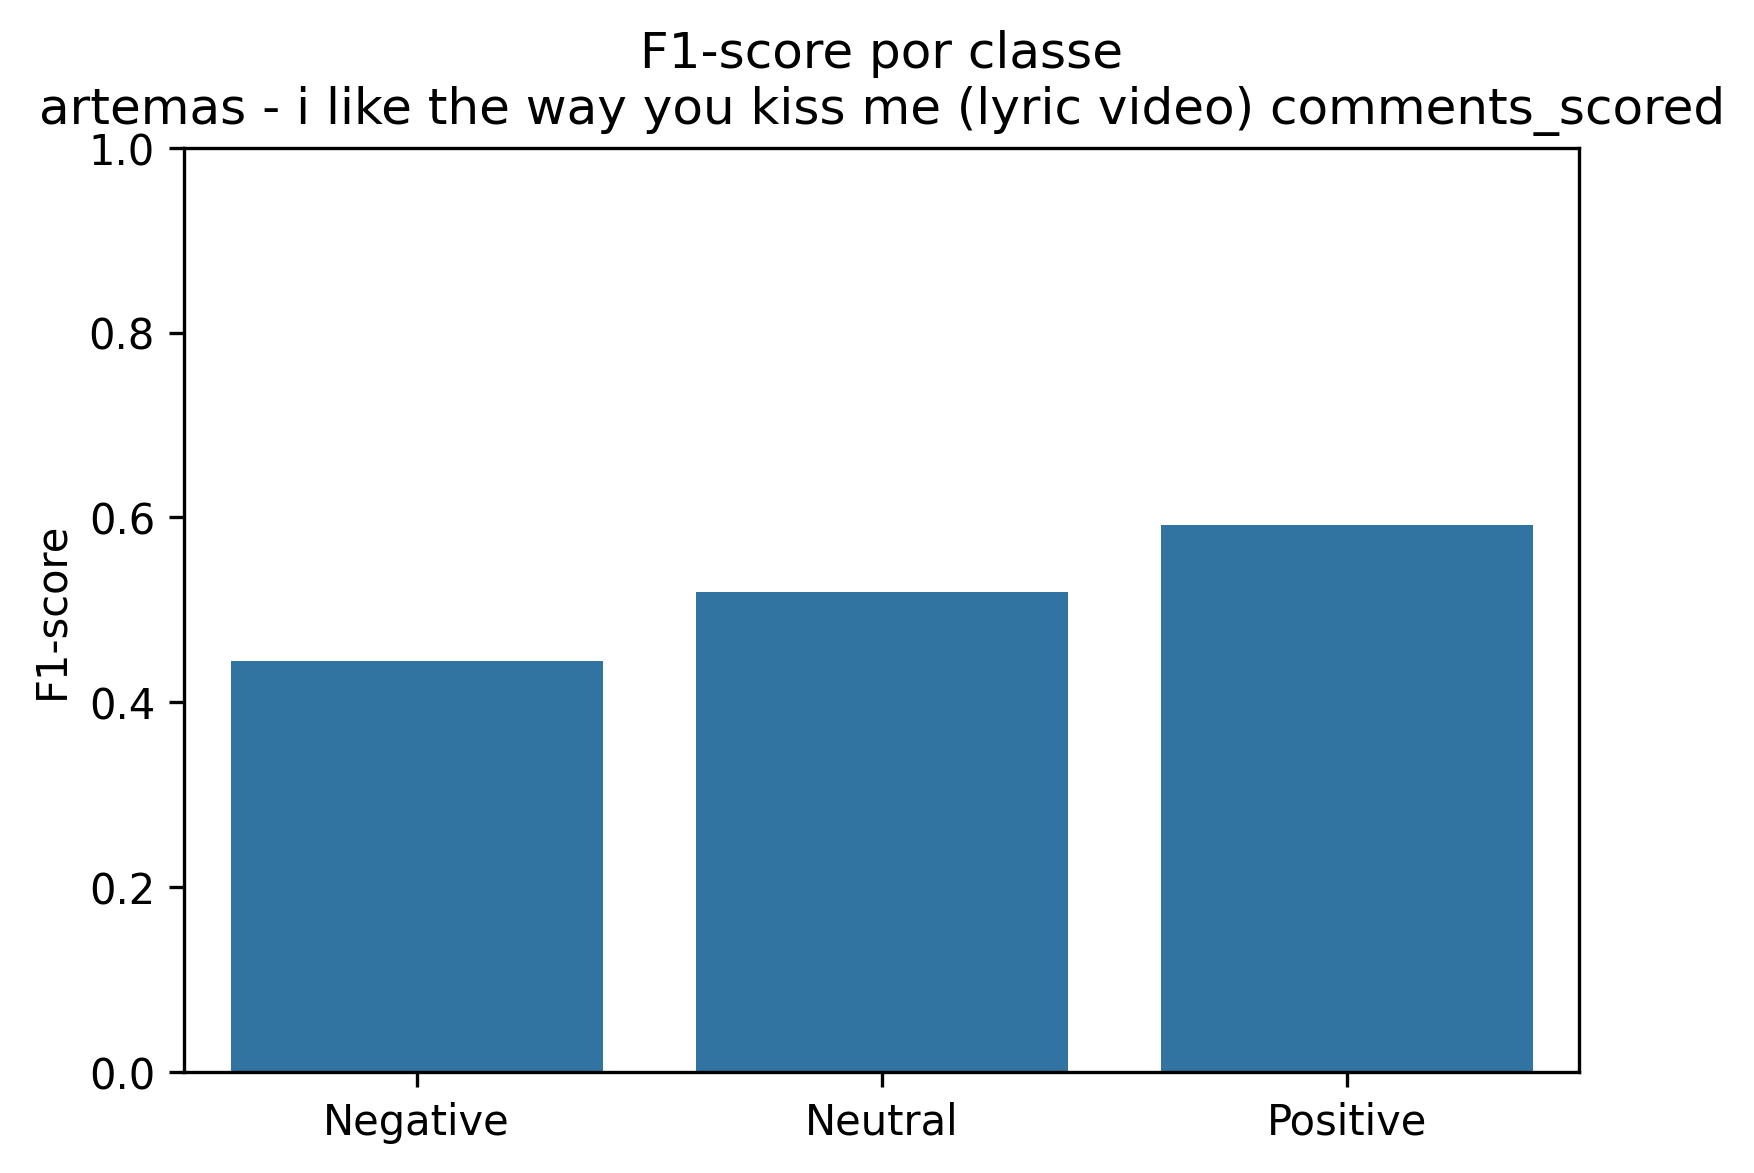 F1-score por classe
artemas - i like the way you kiss me (lyric video) comments_scored
1.0
0.8
0.6
0.4
0.2
0.0
F1-score
Negative
Neutral
Positive